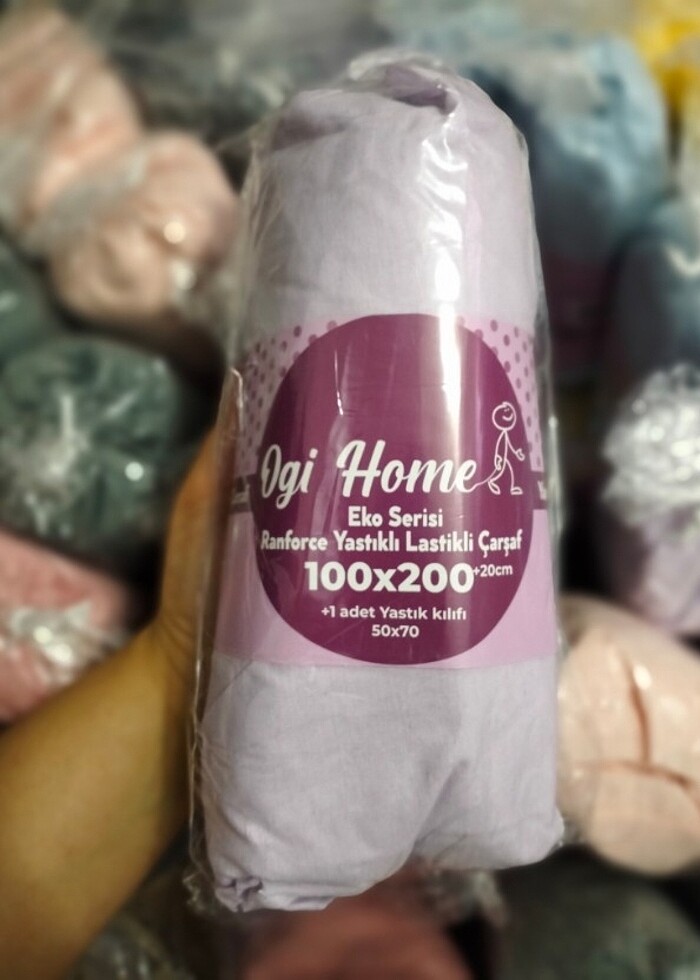 Ogi Home
Eko Serisi
Ranforce Yastıklı Lastikli Çarşaf
100x200+20cm
+1 adet Yastık kılıfı
50x70